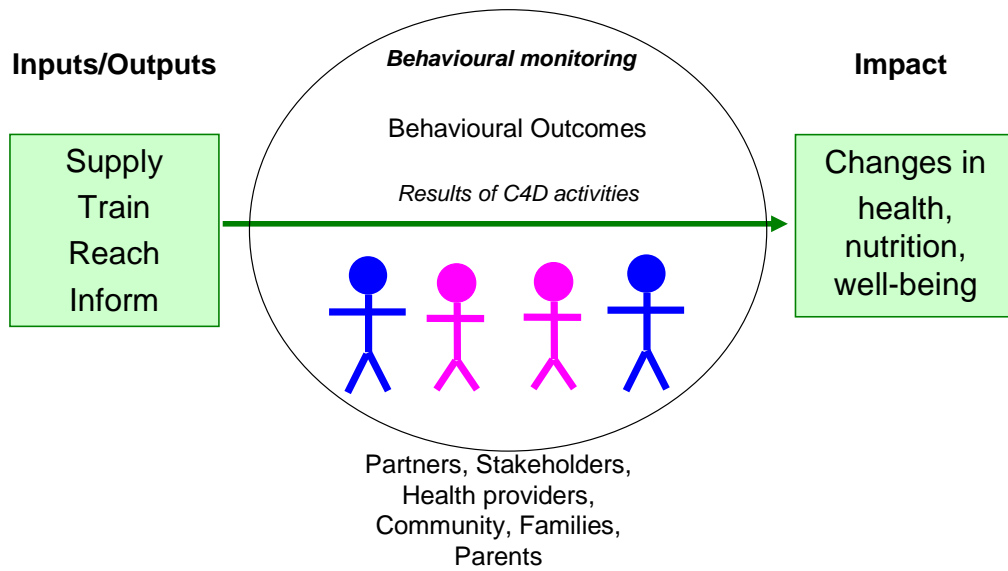 Inputs/Outputs
Supply
Train
Reach
Inform
Behavioural monitoring
Behavioural Outcomes
Results of C4D activities
Partners, Stakeholders,
Health providers,
Community, Families,
Parents
Impact
Changes in
health,
nutrition,
well-being